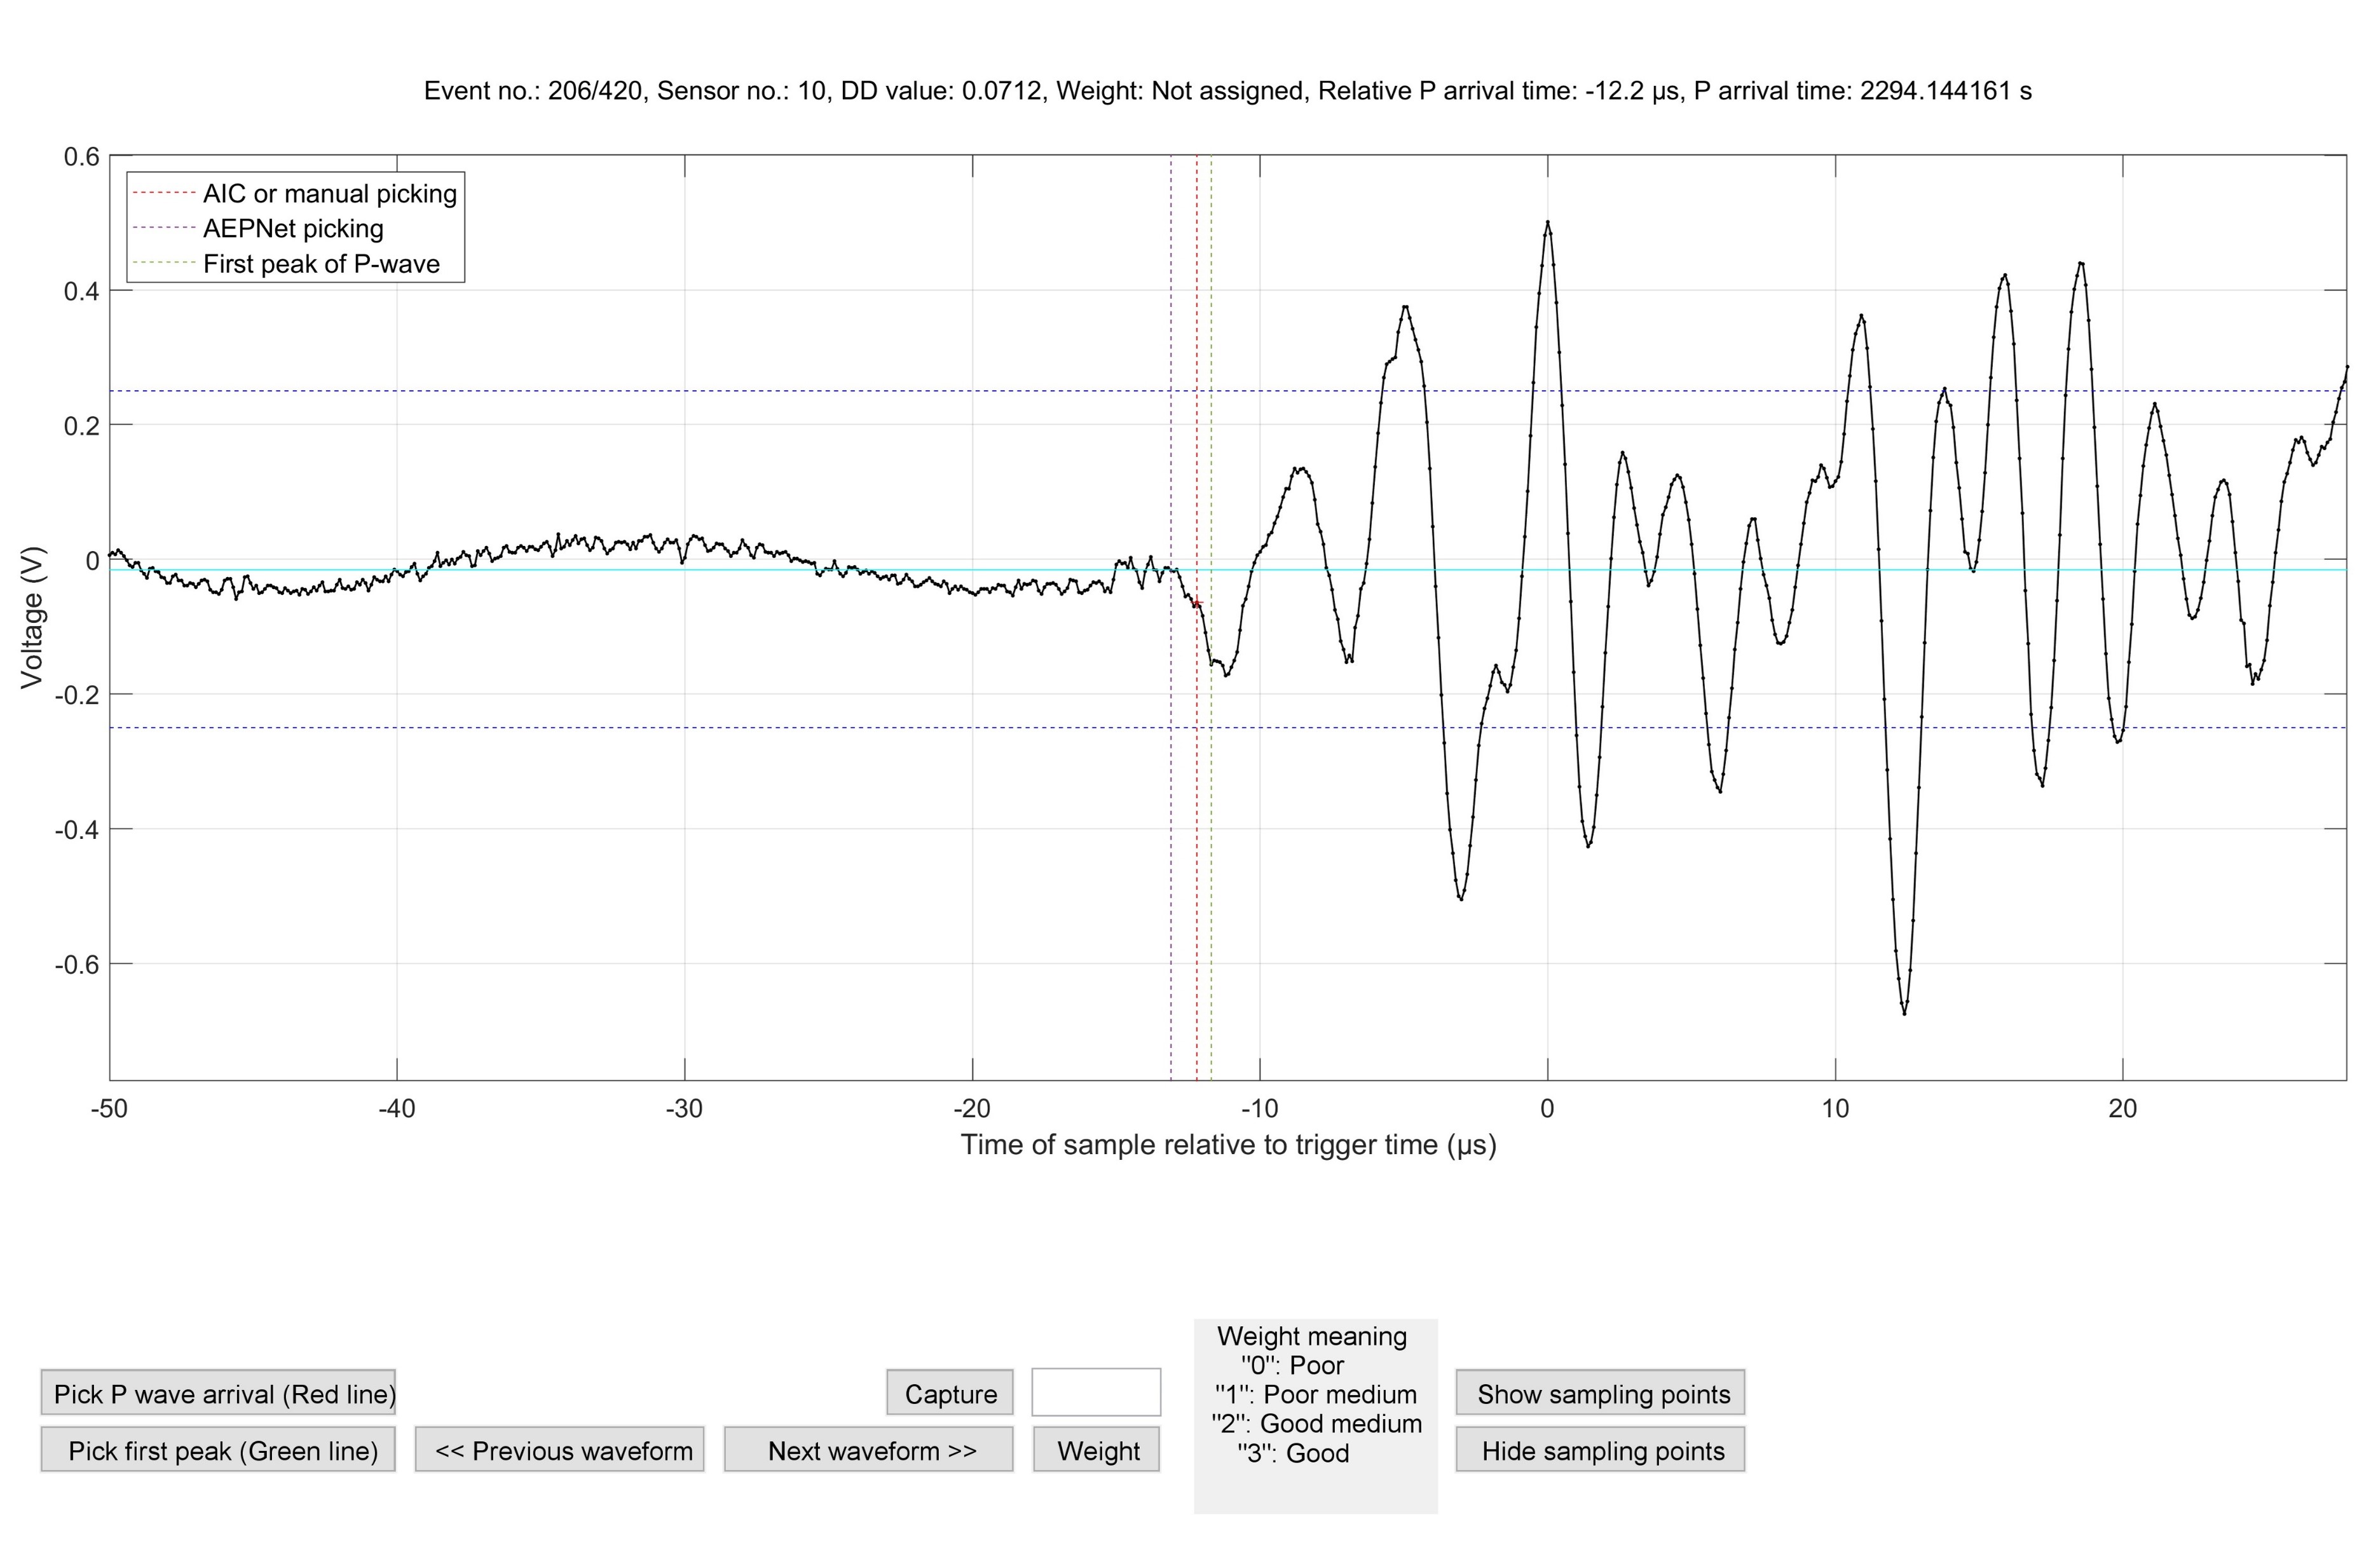 Event no.: 206/420, Sensor no.: 10, DD value: 0.0712, Weight: Not assigned, Relative P arrival time: -12.2 µs, P arrival time: 2294.144161 s
AIC or manual picking
AEPNet picking
First peak of P-wave
0.6
0.4
0.2
0
-0.2
-0.4
-0.6
Voltage (V)
-50 -40 -30 -20 -10 0 10 20
Time of sample relative to trigger time (µs)
Pick P wave arrival (Red line)
Capture
Pick first peak (Green line)
<< Previous waveform
Next waveform >>
Weight
Weight meaning
"0": Poor
"1": Poor medium
"2": Good medium
"3": Good
Show sampling points
Hide sampling points